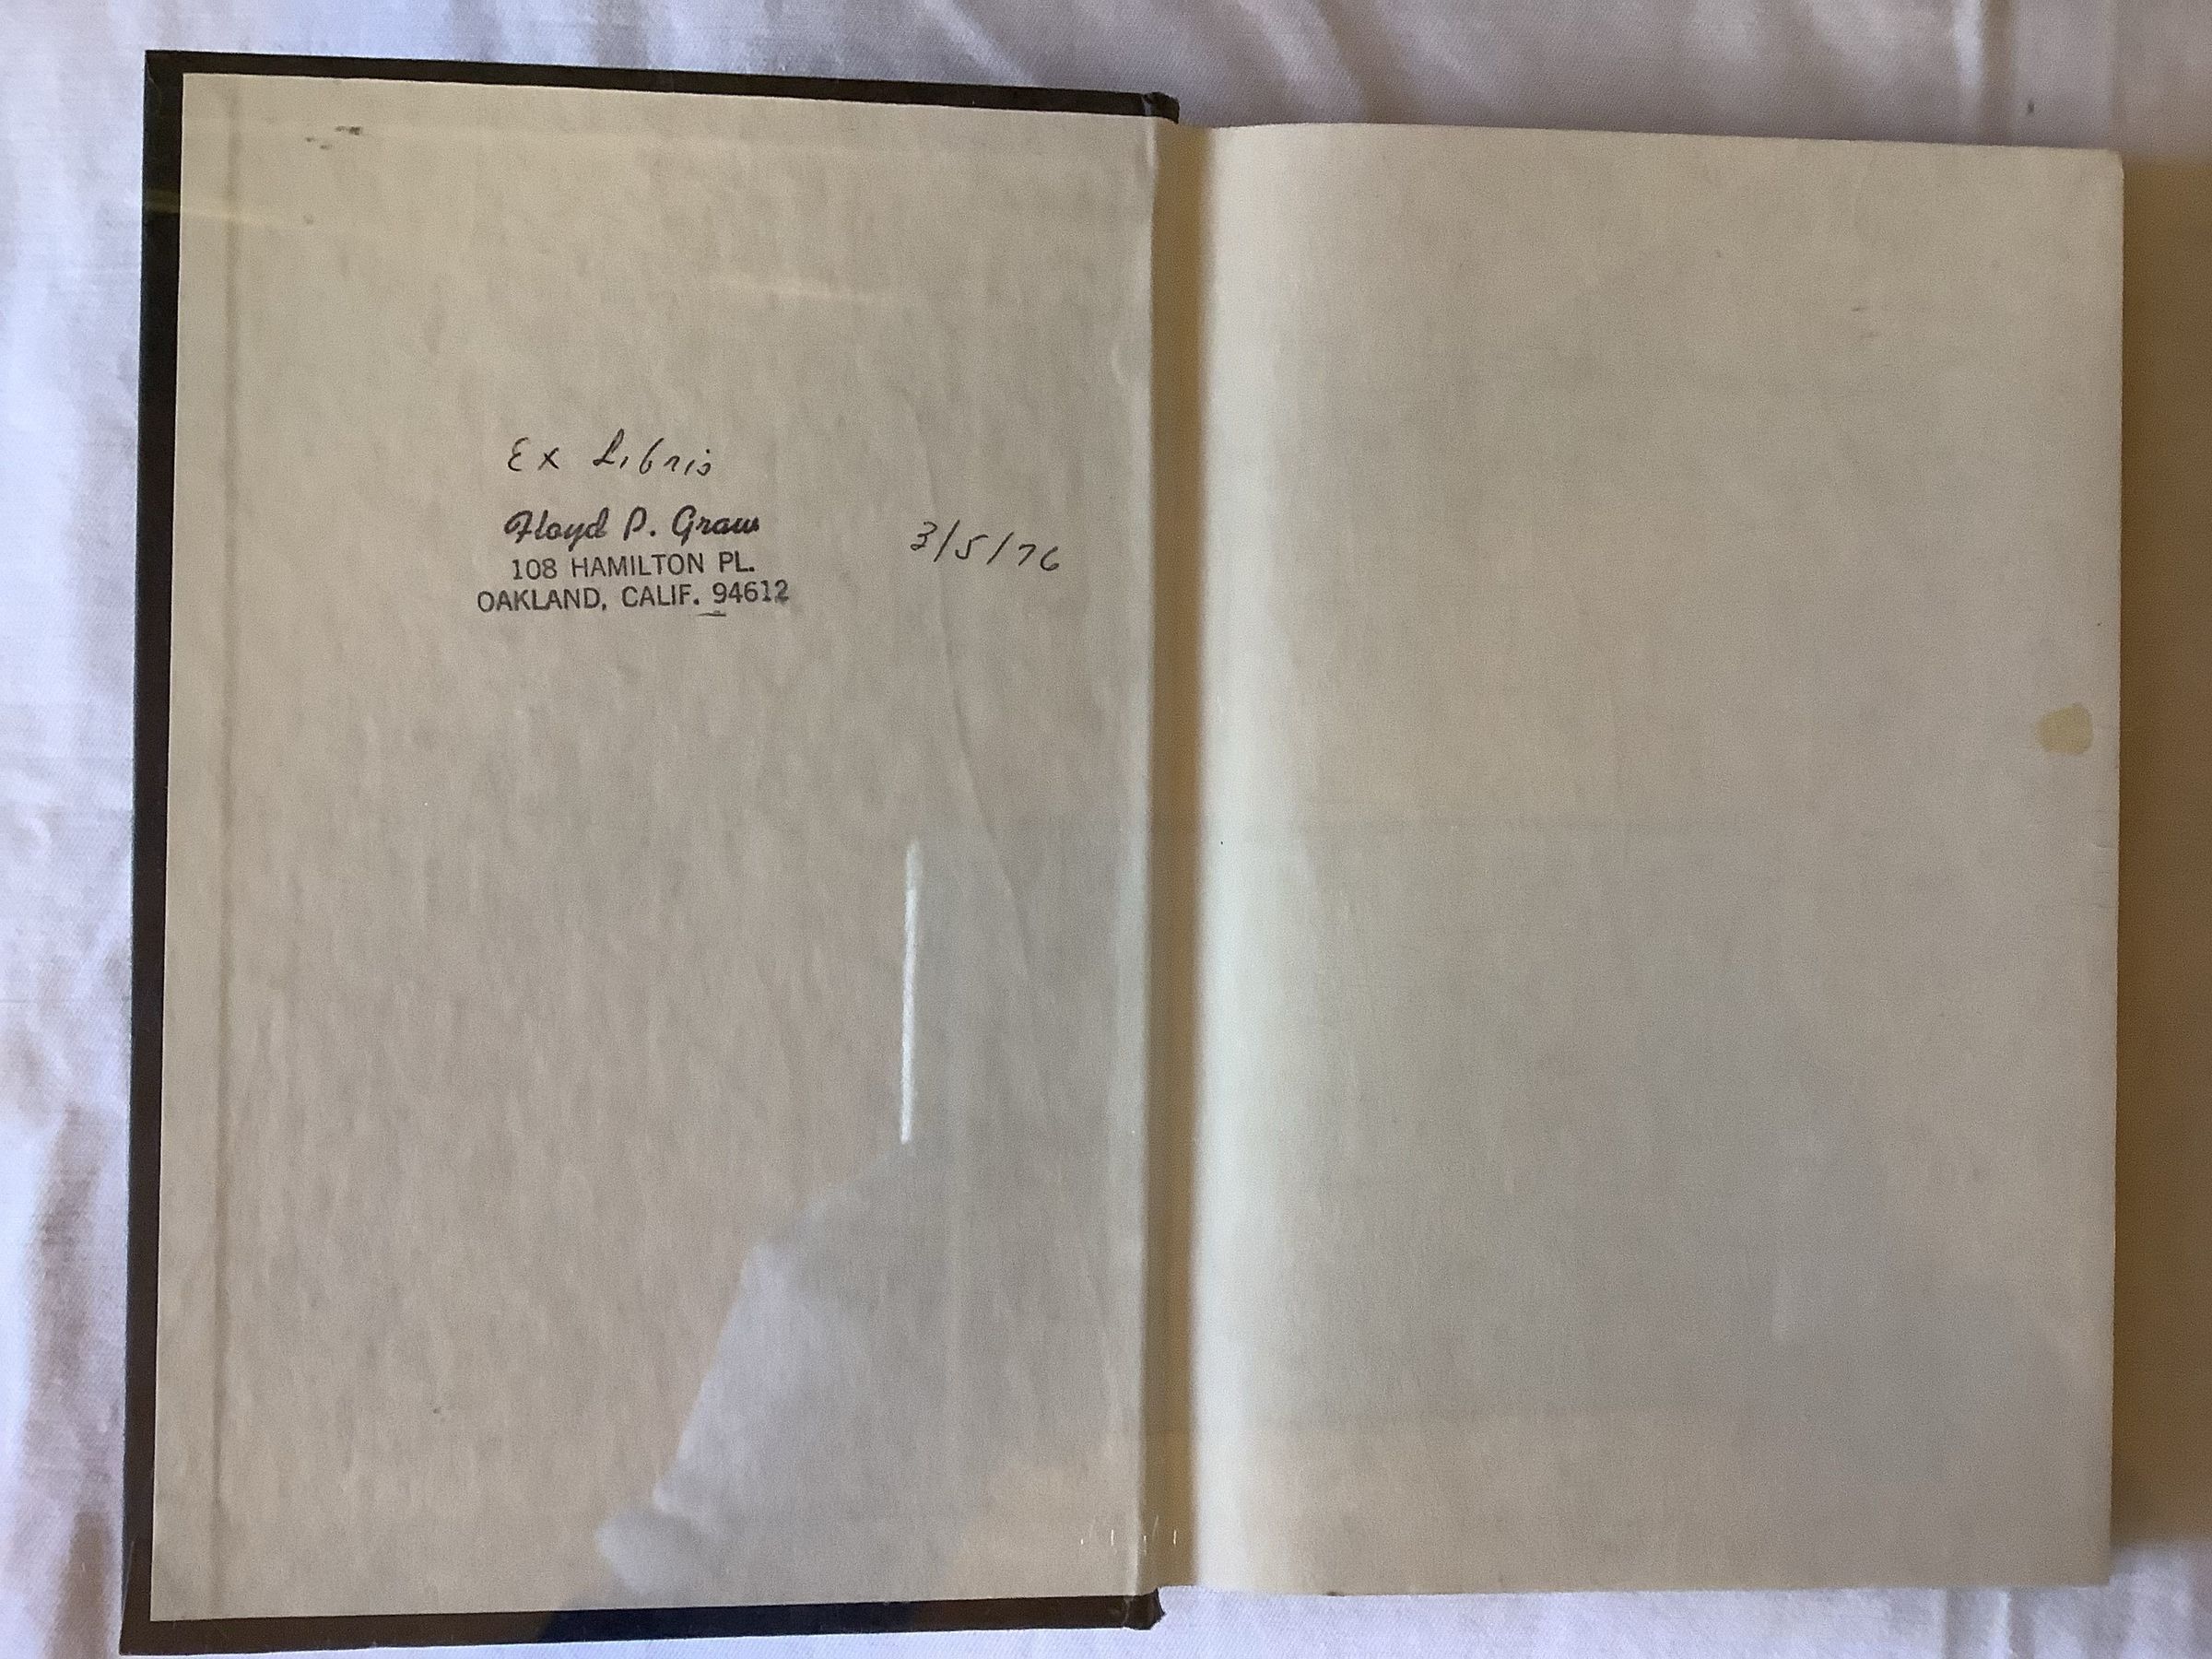 Ex Libris
Floyd P. Graw
108 HAMILTON PL.
OAKLAND, CALIF. 94612
3/5/76